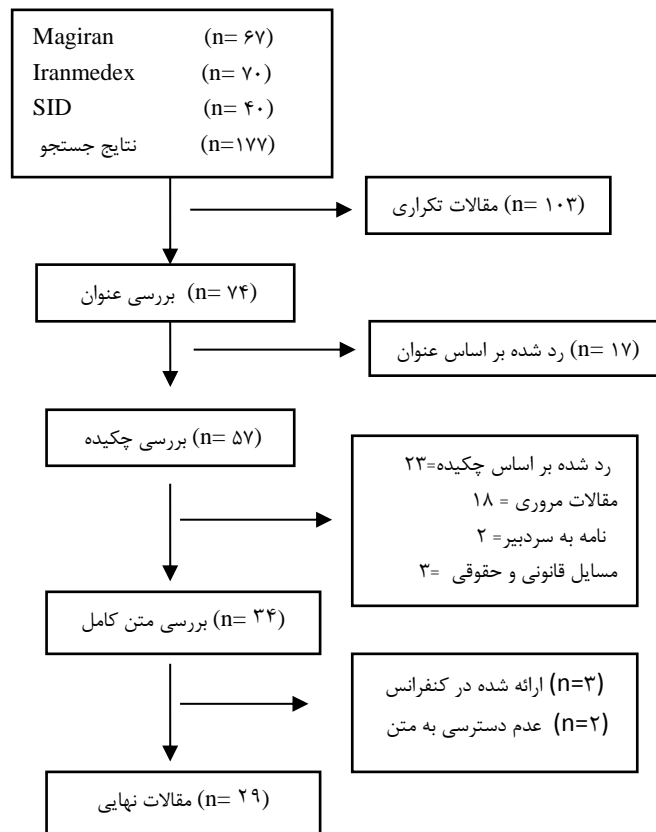 Magiran (n= ۶۷)
Iranmedex (n= ۷۰)
SID (n= ۴۰)
نتایج جستجو (n=۱۷۷)
مقالات تکراری (n= ۱۰۳)
بررسی عنوان (n= ۷۴)
رد شده بر اساس عنوان (n= ۱۷)
بررسی چکیده (n= ۵۷)
رد شده بر اساس چکیده=۲۳
مقالات مروری = ۱۸
نامه به سردبیر= ۲
مسایل قانونی و حقوقی =۳
بررسی متن کامل (n= ۳۴)
ارائه شده در کنفرانس (n=۳)
عدم دسترسی به متن (n=۲)
مقالات نهایی (n= ۲۹)